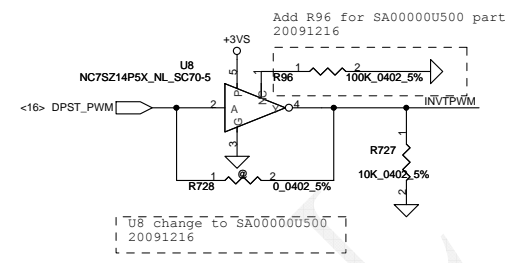 Add R96 for SA00000U500 part
20091216
+3VS
U8
NC7SZ14P5X_NL_SC70-5
5
P
NC
1
R96
1
2
100K_0402_5%
<16> DPST_PWM
2
A
Y
4
INVTPWM
G
3
1
R727
10K_0402_5%
2
1
@
2
R728
0_0402_5%
U8 change to SA00000U500
20091216